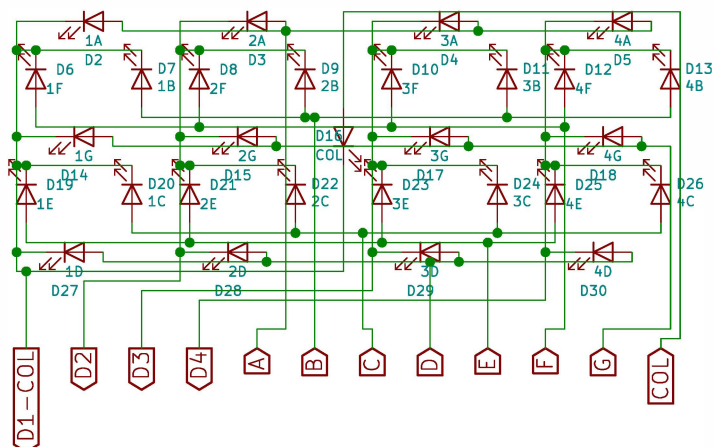 1A 2A 3A 4A
D2 D3 D4 D5
D6 D7 D8 D9 D10 D11 D12 D13
1F 1B 2F 2B 3F 3B 4F 4B
D16
COL
1G 2G 3G 4G
D14 D15 D17 D18
D19 D20 D21 D22 D23 D24 D25 D26
1E 1C 2E 2C 3E 3C 4E 4C
1D 2D 3D 4D
D27 D28 D29 D30
D1-COL D2 D3 D4 A B C D E F G COL